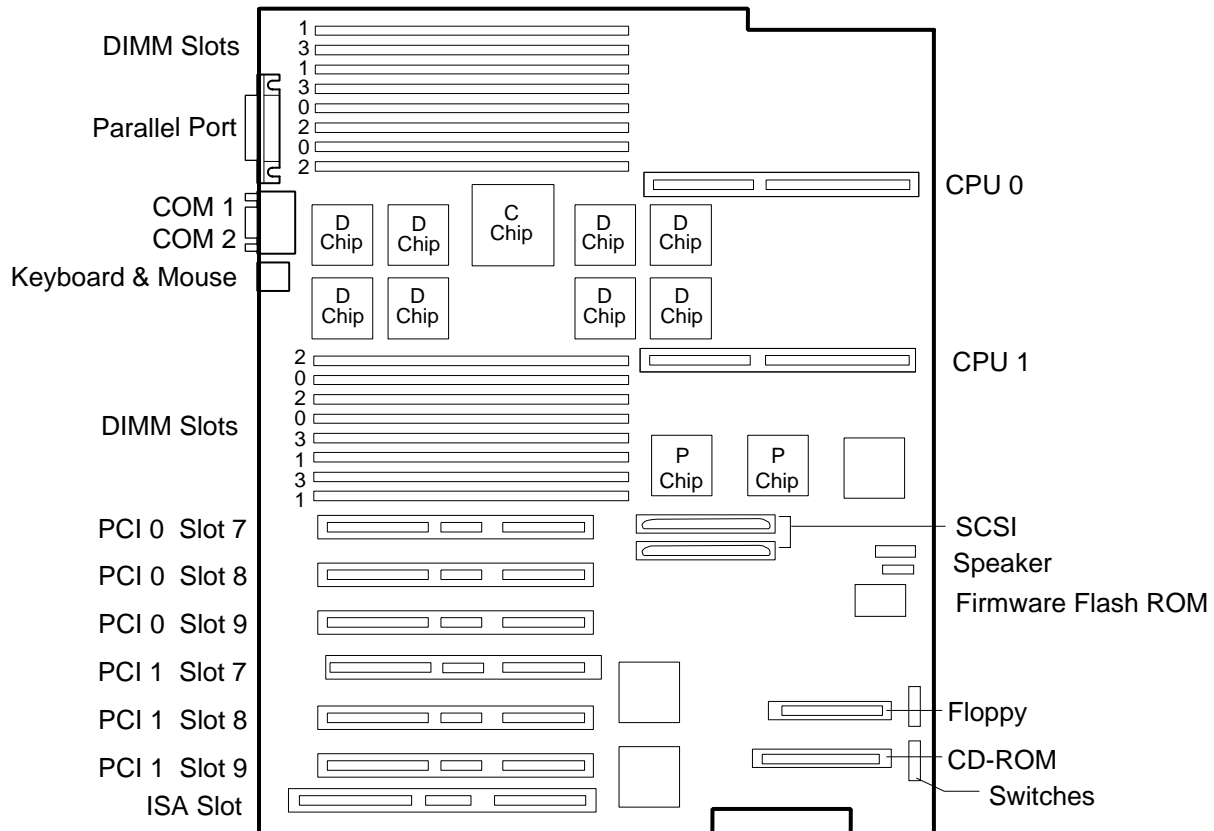 DIMM Slots
1
3
1
3
0
2
0
2
Parallel Port
COM 1
COM 2
Keyboard & Mouse
CPU 0
D
Chip
D
Chip
C
Chip
D
Chip
D
Chip
D
Chip
D
Chip
D
Chip
D
Chip
CPU 1
DIMM Slots
2
0
2
0
3
1
3
1
P
Chip
P
Chip
PCI 0 Slot 7
PCI 0 Slot 8
PCI 0 Slot 9
PCI 1 Slot 7
PCI 1 Slot 8
PCI 1 Slot 9
ISA Slot
SCSI
Speaker
Firmware Flash ROM
Floppy
CD-ROM
Switches